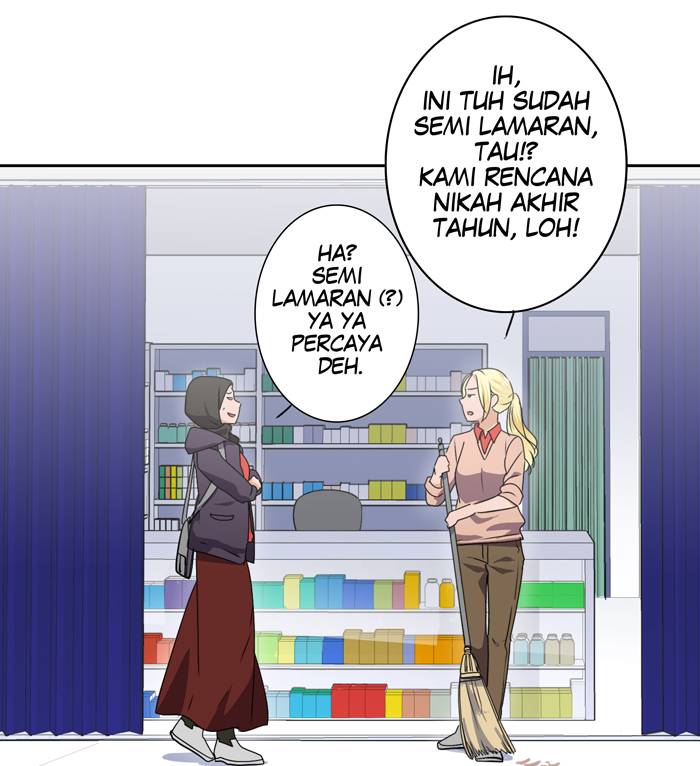 IH,
INI TUH SUDAH
SEMI LAMARAN,
TAU!?
KAMI RENCANA
NIKAH AKHIR
TAHUN, LOH!
HA?
SEMI
LAMARAN (?)
YA YA
PERCAYA
DEH.